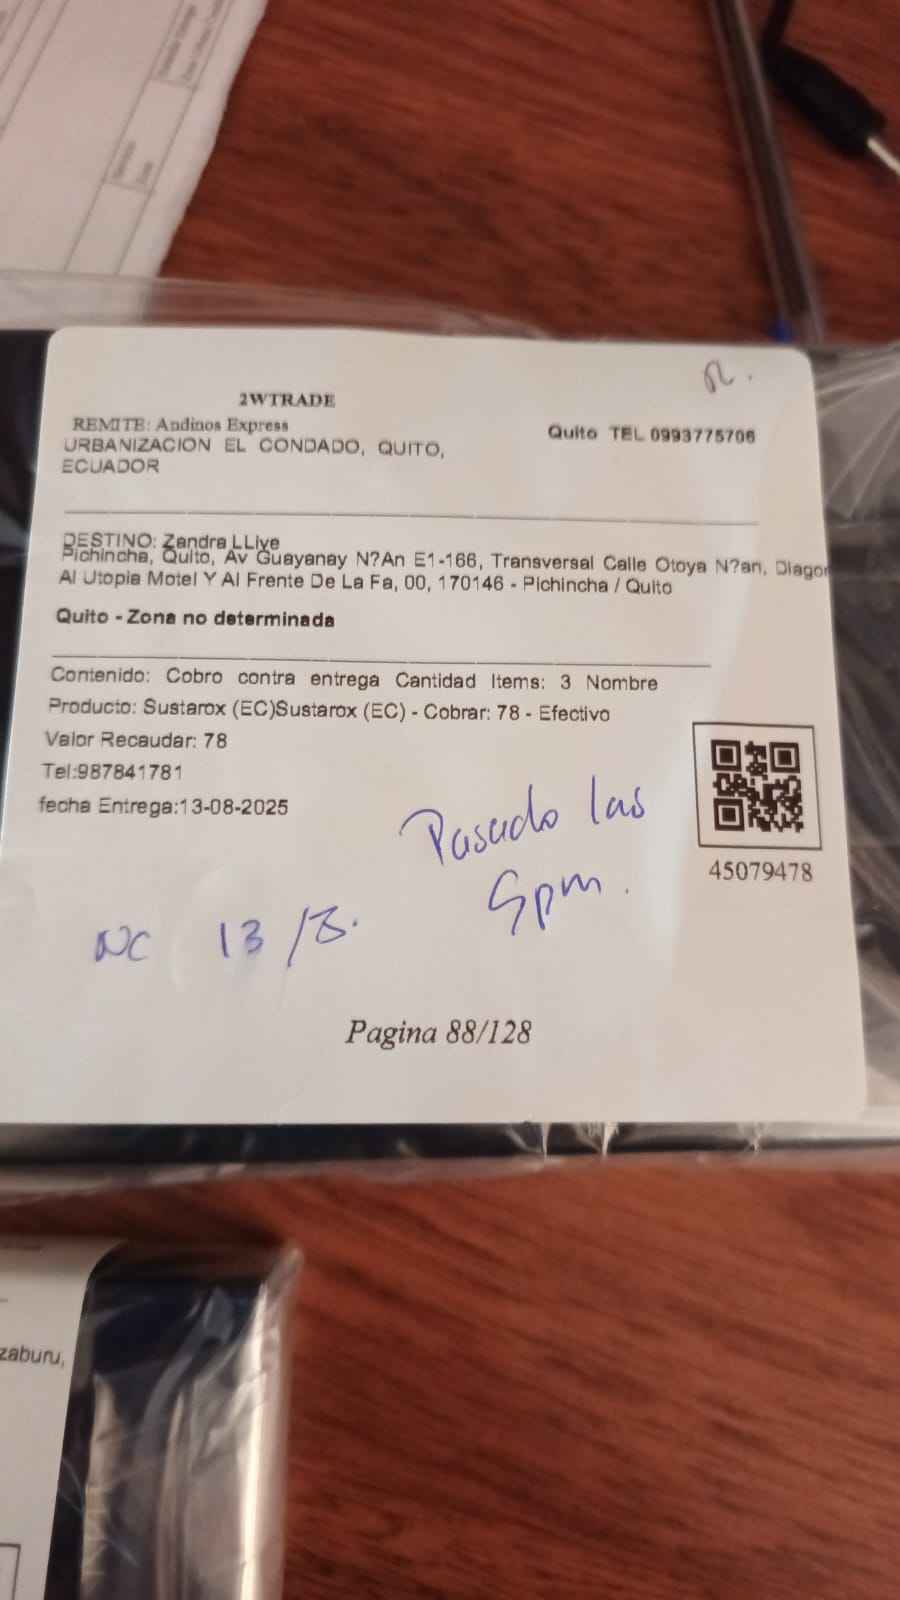 2WTRADE
REMITE: Andinos Express
Quito TEL 0993775706
URBANIZACION EL CONDADO, QUITO,
ECUADOR
DESTINO: Zandra LLive
Pichincha, Quito, Av Guayanay N?An E1-166, Transversal Calle Otoya N?an, Diagon
Al Utopia Motel Y Al Frente De La Fa, 00, 170146 - Pichincha / Quito
Quito - Zona no determinada
Contenido: Cobro contra entrega Cantidad Items: 3 Nombre
Producto: Sustarox (EC)Sustarox (EC) - Cobrar: 78 - Efectivo
Valor Recaudar: 78
Tel:987841781
fecha Entrega:13-08-2025
Pasado las
5pm.
45079478
NC 13/8.
Pagina 88/128
zaburu,